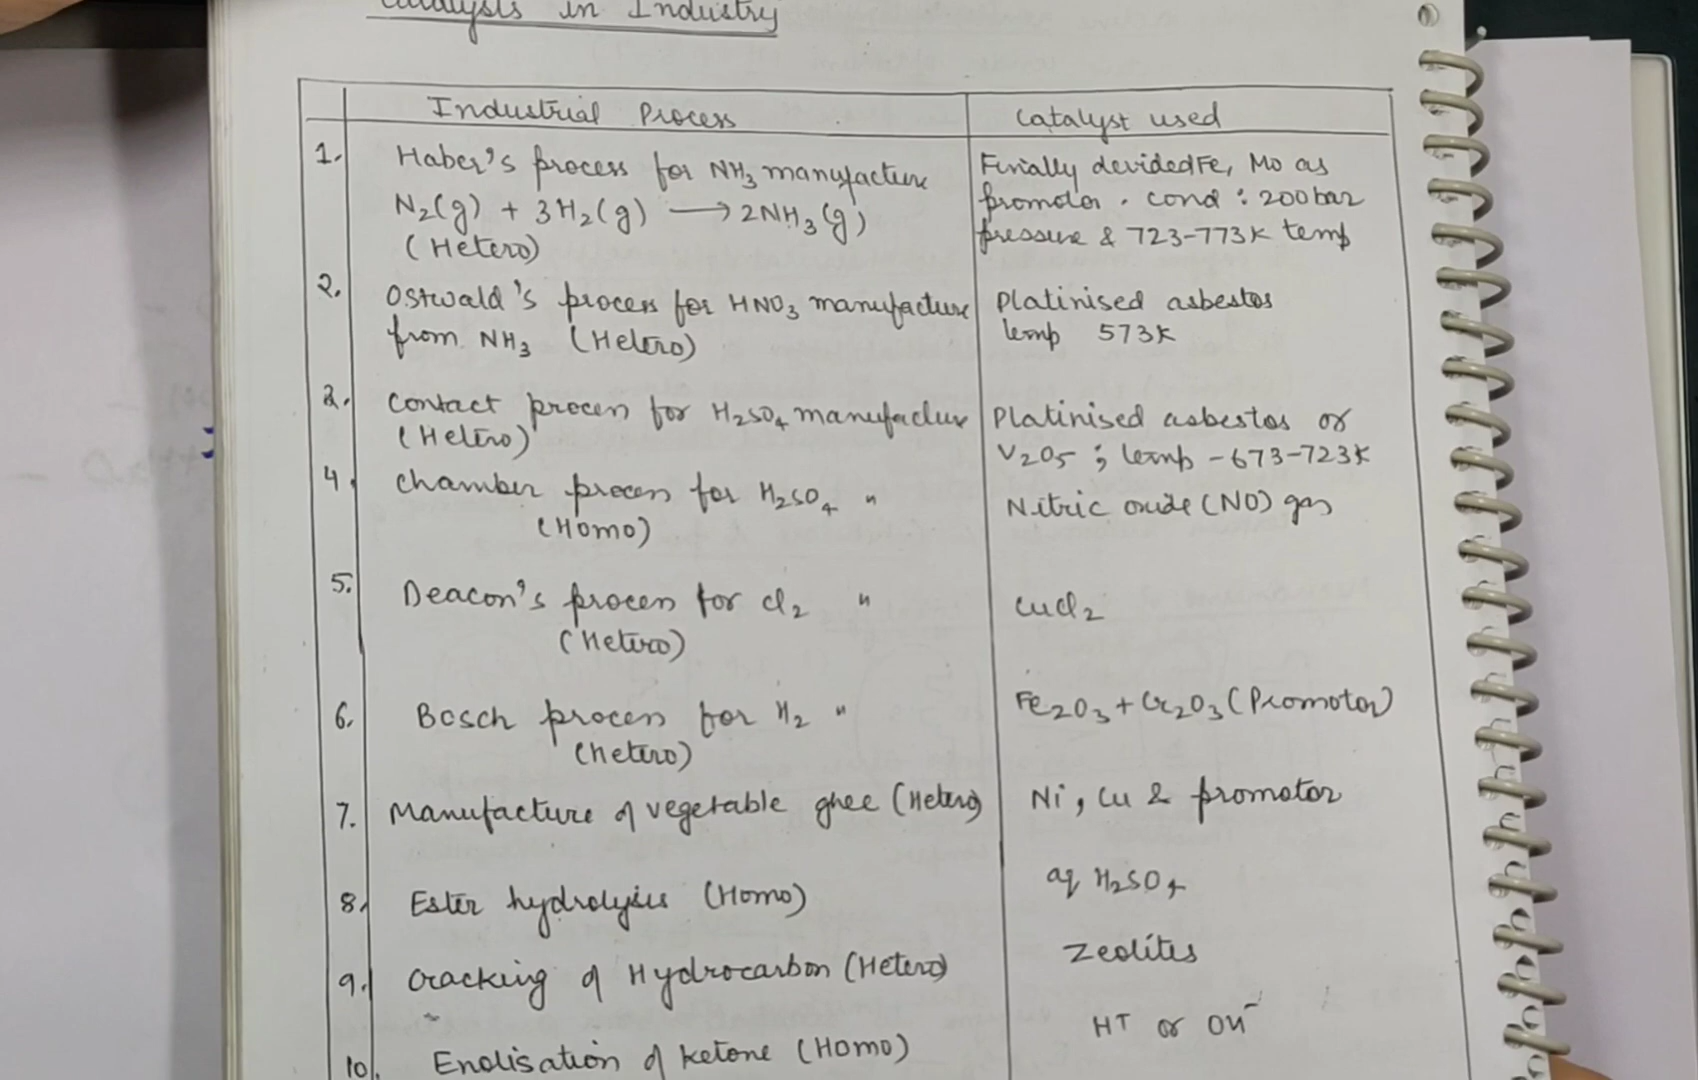 Catalysts in Industry
Industrial Process
Catalyst used
1. Haber's process for NH3 manufacture
N2(g) + 3H2(g) ⟶ 2NH3(g)
(Hetero)
Finally devided Fe, Mo as
promoter. cond : 200 bar
pressure & 723-773K temp
2. Ostwald's process for HNO3 manufacture
from NH3 (Hetero)
Platinised asbestos
temp 573K
3. Contact process for H2SO4 manufacture
(Hetero)
Platinised asbestos or
V2O5 ; temp - 673-723K
4. Chamber process for H2SO4 "
(Homo)
Nitric oxide (NO) gas
5. Deacon's process for Cl2 "
(Hetero)
CuCl2
6. Bosch process for H2 "
(hetero)
Fe2O3 + Cr2O3 (Promotor)
7. Manufacture of vegetable ghee (Hetero)
Ni, Cu & promotor
8. Ester hydrolysis (Homo)
aq H2SO4
9. Cracking of Hydrocarbon (Hetero)
Zeolites
10. Enolisation of ketone (Homo)
H+ or OH-